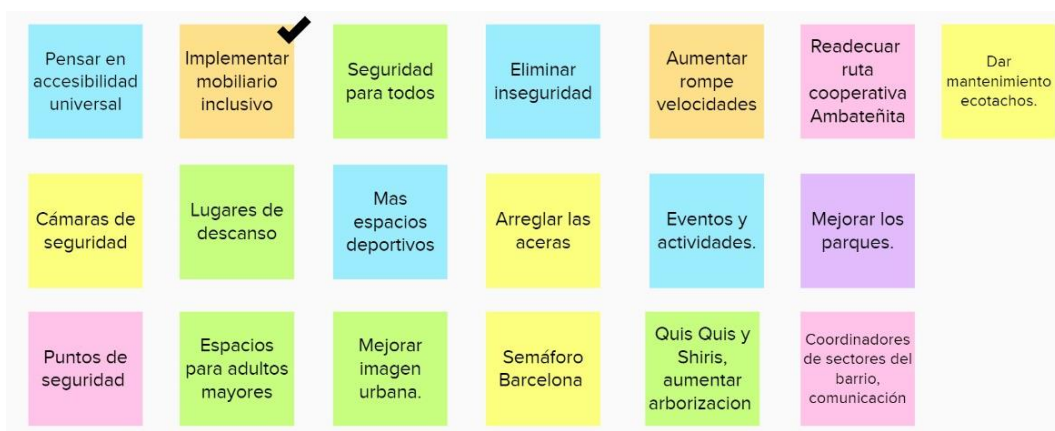 Pensar en
accesibilidad
universal
Implementar
mobiliario
inclusivo
Seguridad
para todos
Eliminar
inseguridad
Aumentar
rompe
velocidades
Readecuar
ruta
cooperativa
Ambateñita
Dar
mantenimiento
ecotachos.
Cámaras de
seguridad
Lugares de
descanso
Mas
espacios
deportivos
Arreglar las
aceras
Eventos y
actividades.
Mejorar los
parques.
Puntos de
seguridad
Espacios
para adultos
mayores
Mejorar
imagen
urbana.
Semáforo
Barcelona
Quis Quis y
Shiris,
aumentar
arborizacion
Coordinadores
de sectores del
barrio,
comunicación